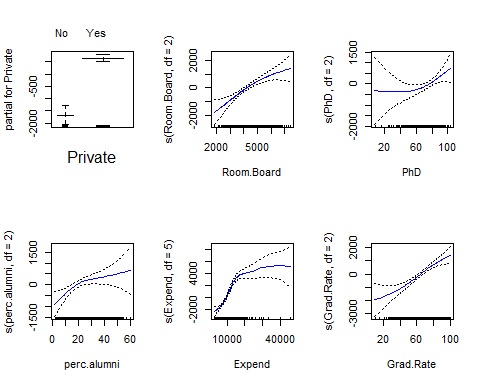 No Yes
partial for Private
-500
-2000
Private
s(Room.Board, df = 2)
-2000 0 2000
2000 5000
Room.Board
s(PhD, df = 2)
-2000 0 1500
20 60 100
PhD
s(perc.alumni, df = 2)
-1500 0 1500
0 20 40 60
perc.alumni
s(Expend, df = 5)
-2000 4000
10000 40000
Expend
s(Grad.Rate, df = 2)
-3000 0 2000
20 60 100
Grad.Rate